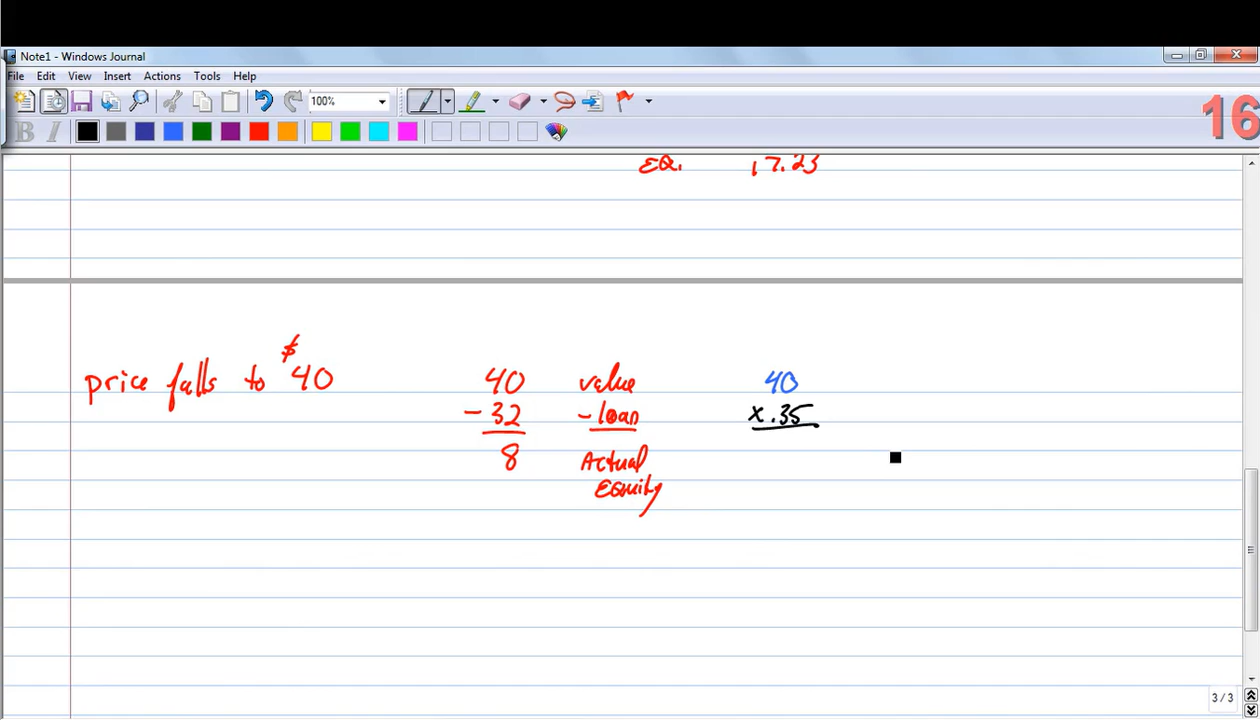 Note1 - Windows Journal
File Edit View Insert Actions Tools Help
100%
B I
16
EQ. 17.23
price falls to $40
40 value 40
- 32 - loan x .35
8 Actual
Equity
3 / 3